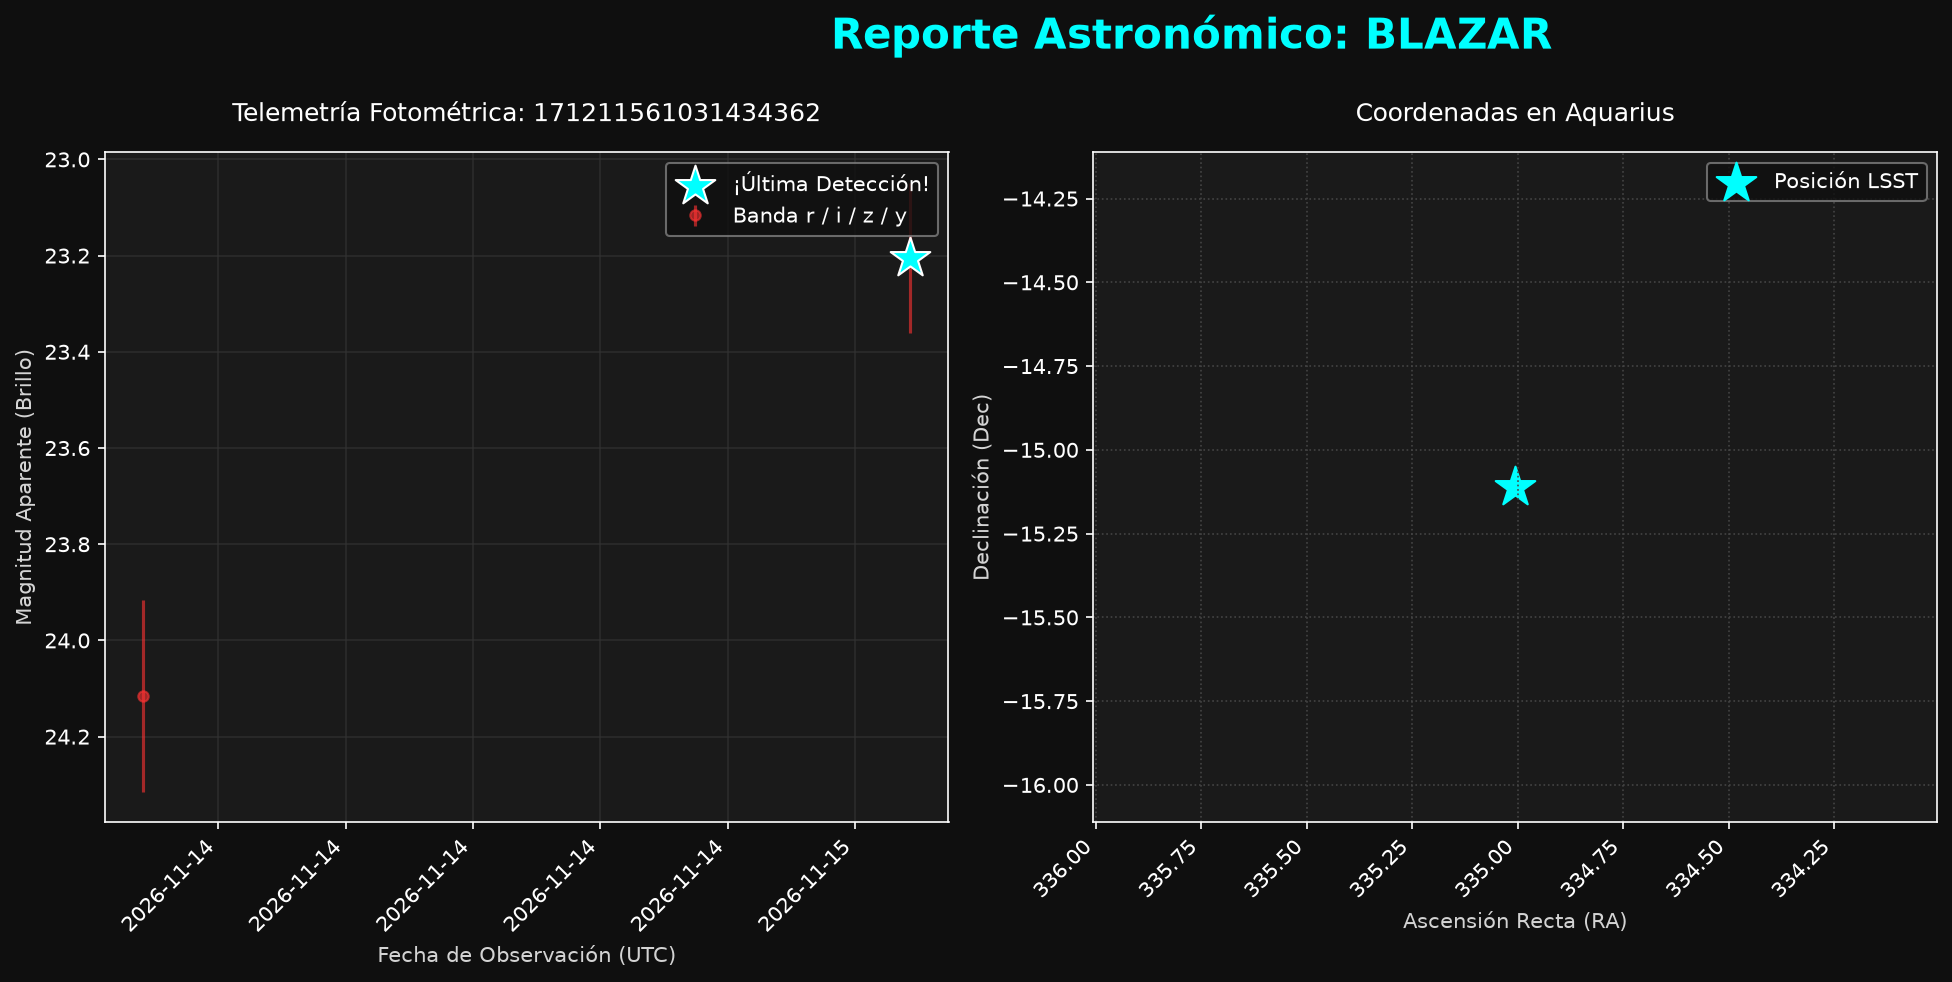 Reporte Astronómico: BLAZAR
Telemetría Fotométrica: 171211561031434362
¡Última Detección!
Banda r / i / z / y
Magnitud Aparente (Brillo)
23.0
23.2
23.4
23.6
23.8
24.0
24.2
2026-11-14
2026-11-14
2026-11-14
2026-11-14
2026-11-14
2026-11-15
Fecha de Observación (UTC)
Coordenadas en Aquarius
Posición LSST
Declinación (Dec)
−14.25
−14.50
−14.75
−15.00
−15.25
−15.50
−15.75
−16.00
336.00
335.75
335.50
335.25
335.00
334.75
334.50
334.25
Ascensión Recta (RA)